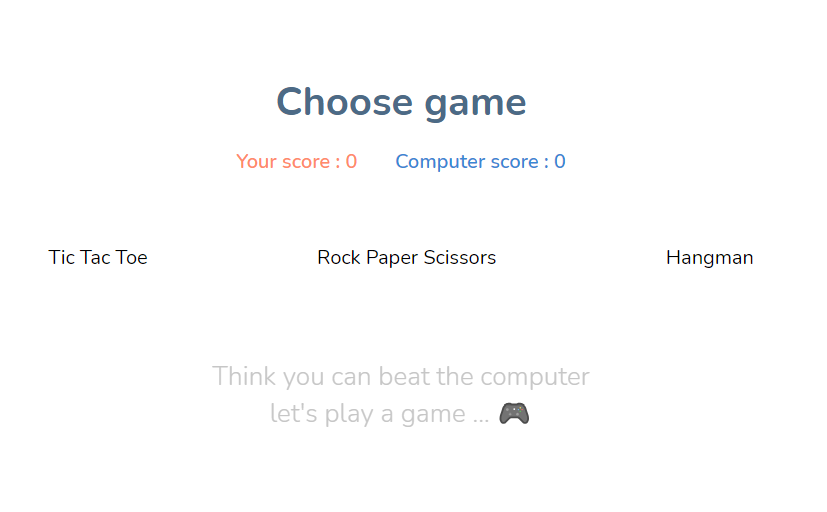 Choose game
Your score : 0 Computer score : 0
Tic Tac Toe Rock Paper Scissors Hangman
Think you can beat the computer
let's play a game ... 🎮